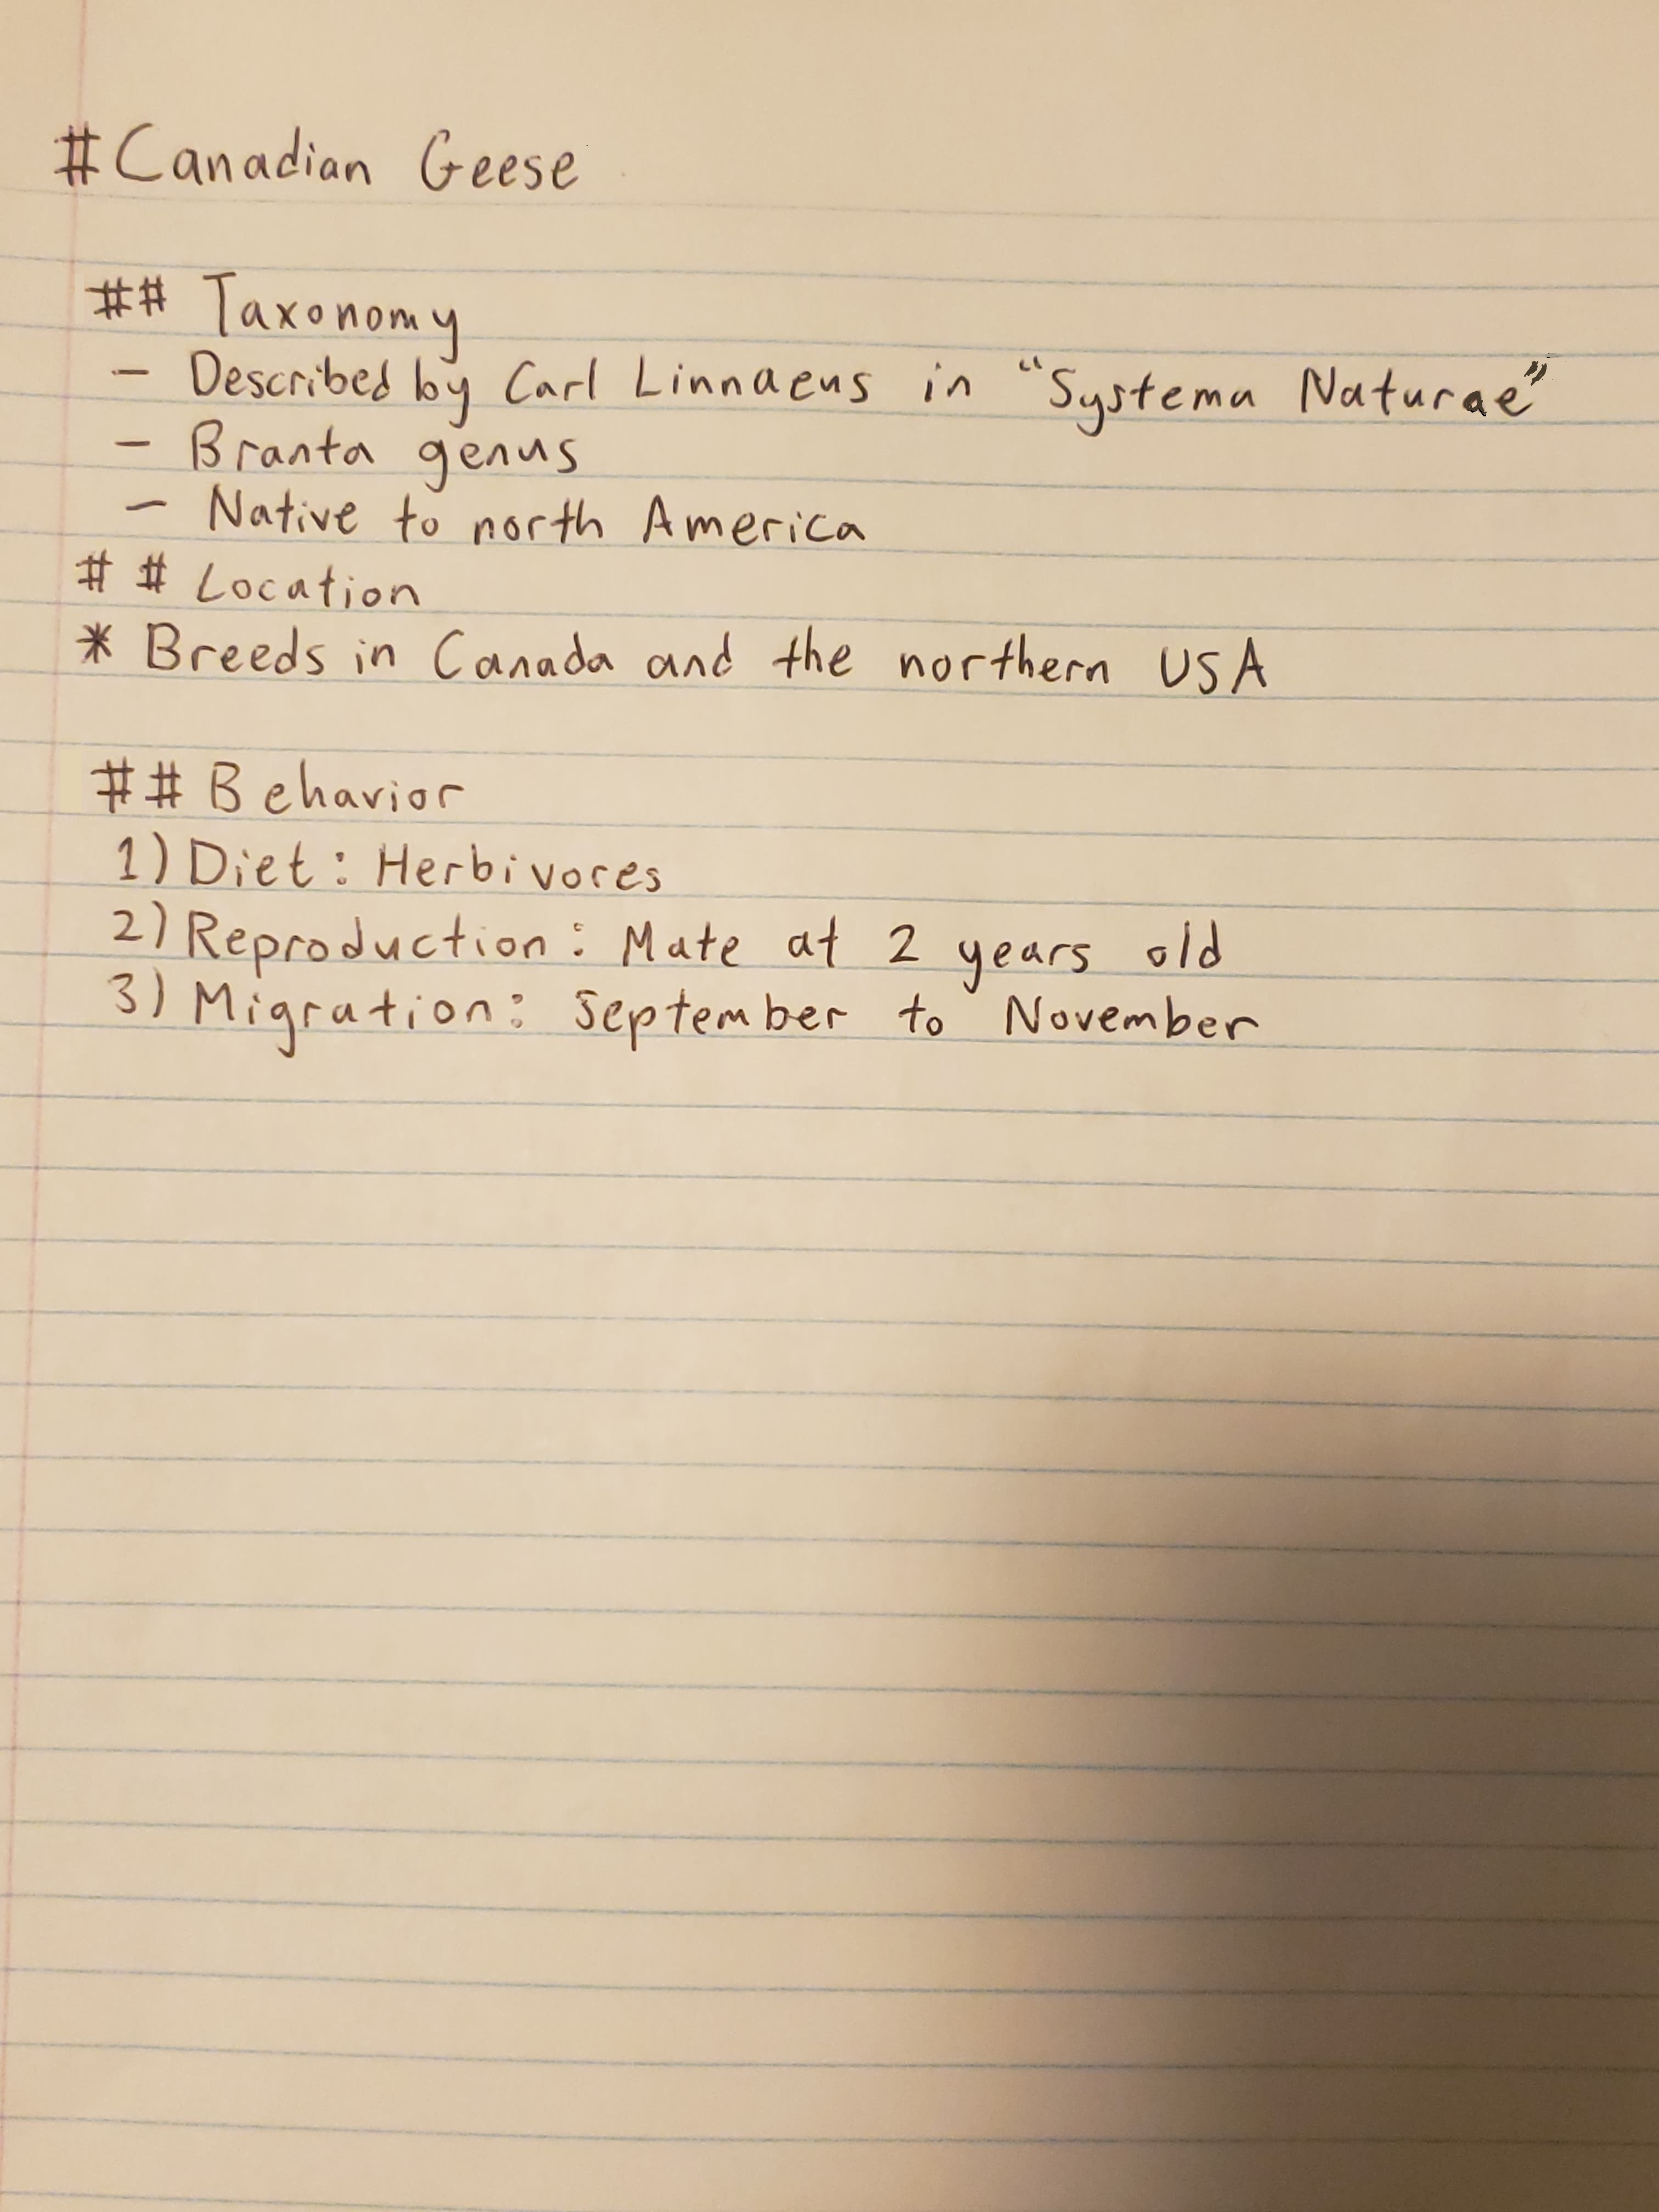 #Canadian Geese
## Taxonomy
- Described by Carl Linnaeus in “Systema Naturae”
- Branta genus
- Native to north America
# # Location
* Breeds in Canada and the northern USA
## Behavior
1) Diet: Herbivores
2) Reproduction: Mate at 2 years old
3) Migration: September to November